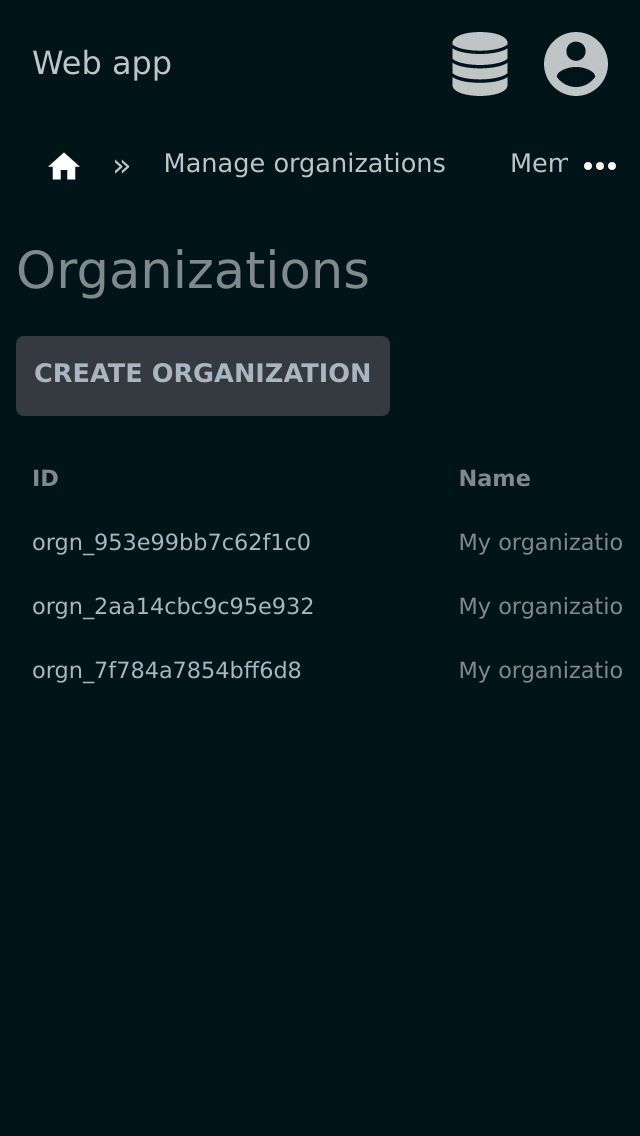 Web app
» Manage organizations Mem •••
Organizations
CREATE ORGANIZATION
ID Name
orgn_953e99bb7c62f1c0 My organizatio
orgn_2aa14cbc9c95e932 My organizatio
orgn_7f784a7854bff6d8 My organizatio